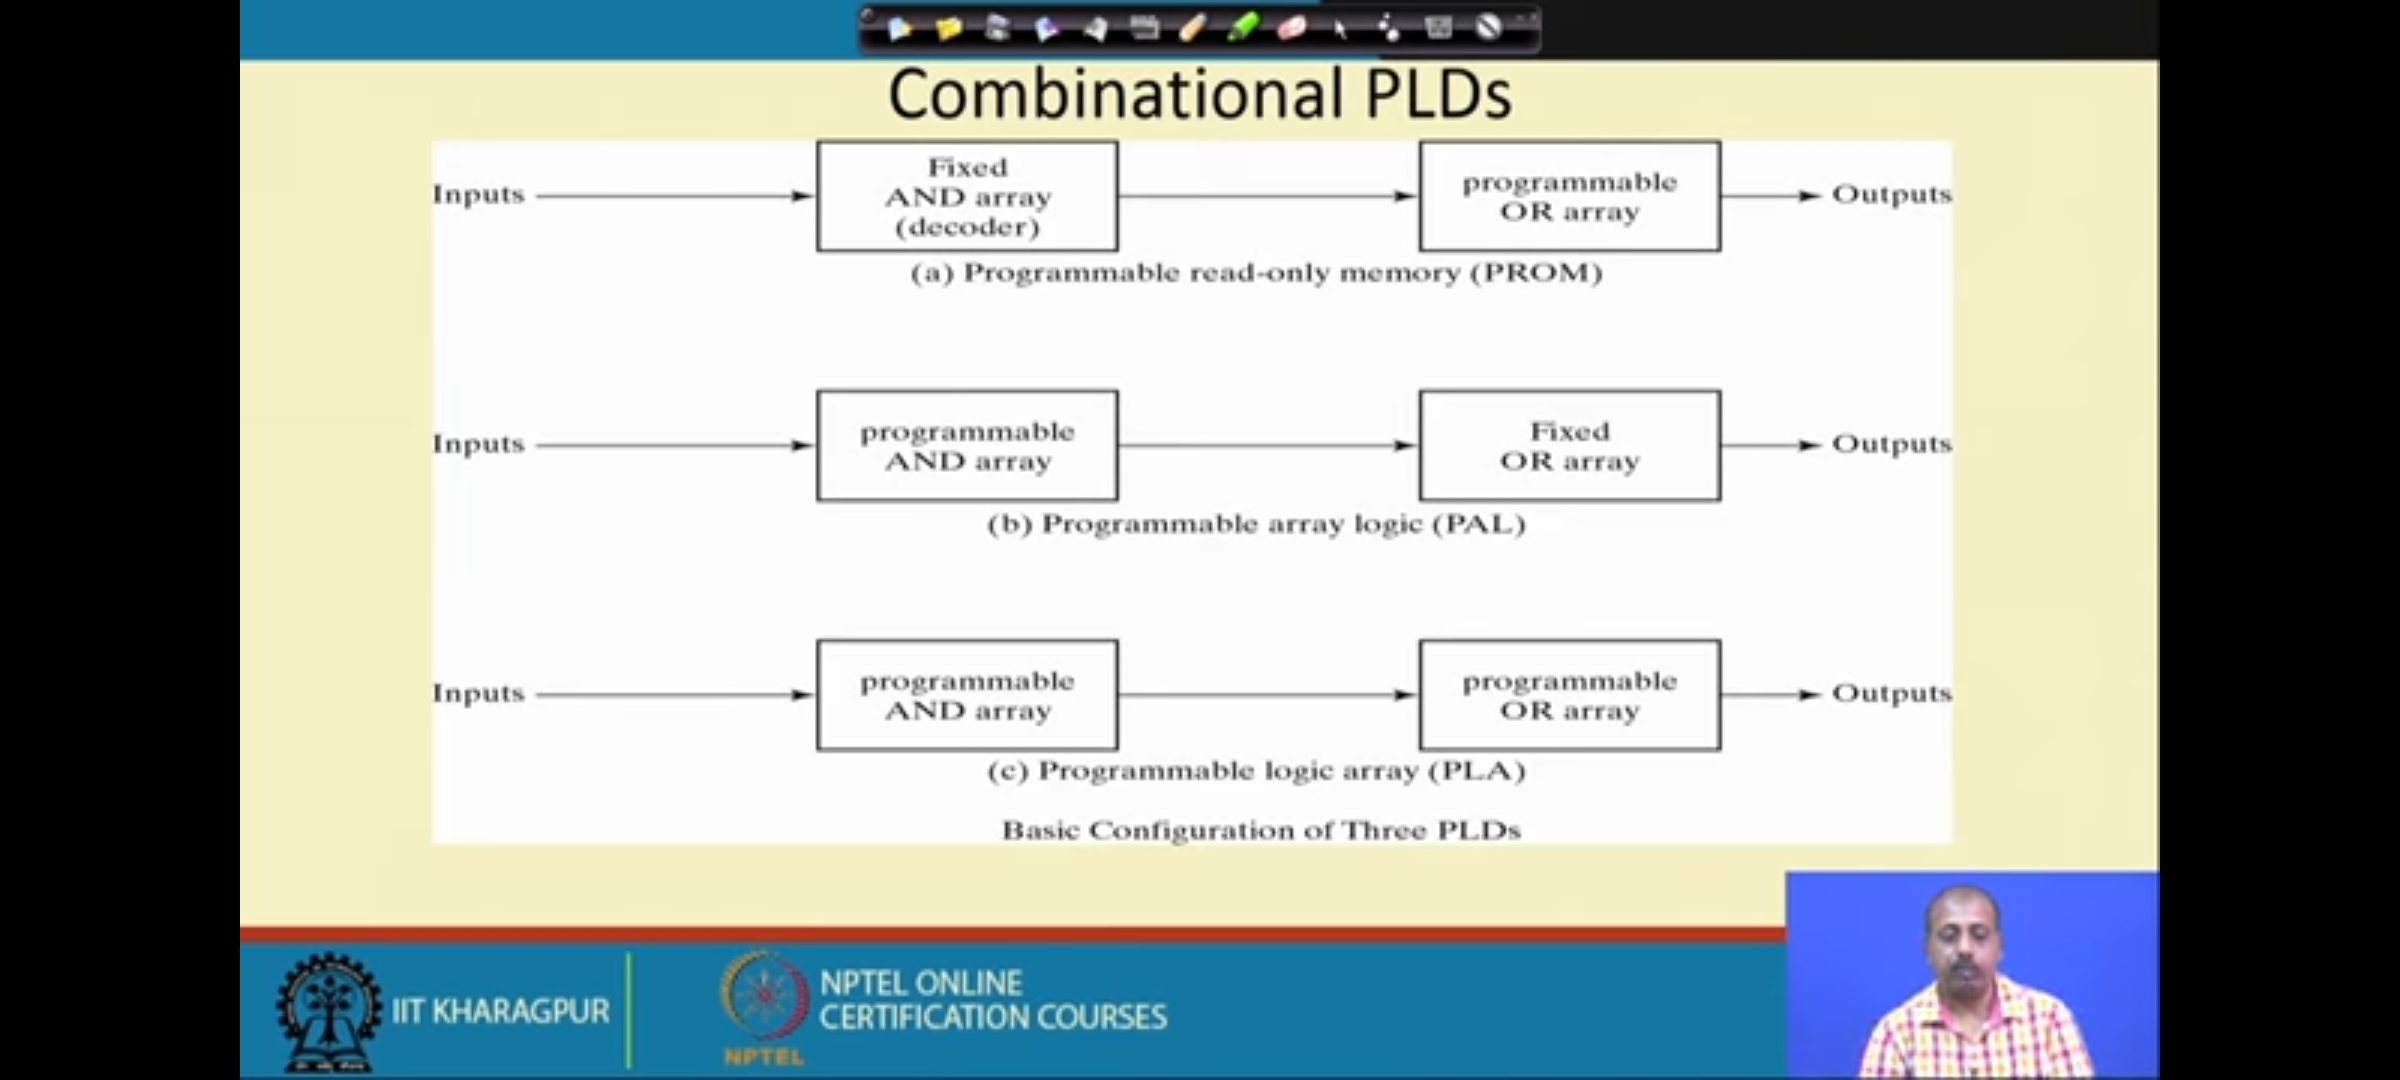 Combinational PLDs
Inputs
Fixed
AND array
(decoder)
programmable
OR array
Outputs
(a) Programmable read-only memory (PROM)
Inputs
programmable
AND array
Fixed
OR array
Outputs
(b) Programmable array logic (PAL)
Inputs
programmable
AND array
programmable
OR array
Outputs
(c) Programmable logic array (PLA)
Basic Configuration of Three PLDs
IIT KHARAGPUR
NPTEL
NPTEL ONLINE
CERTIFICATION COURSES